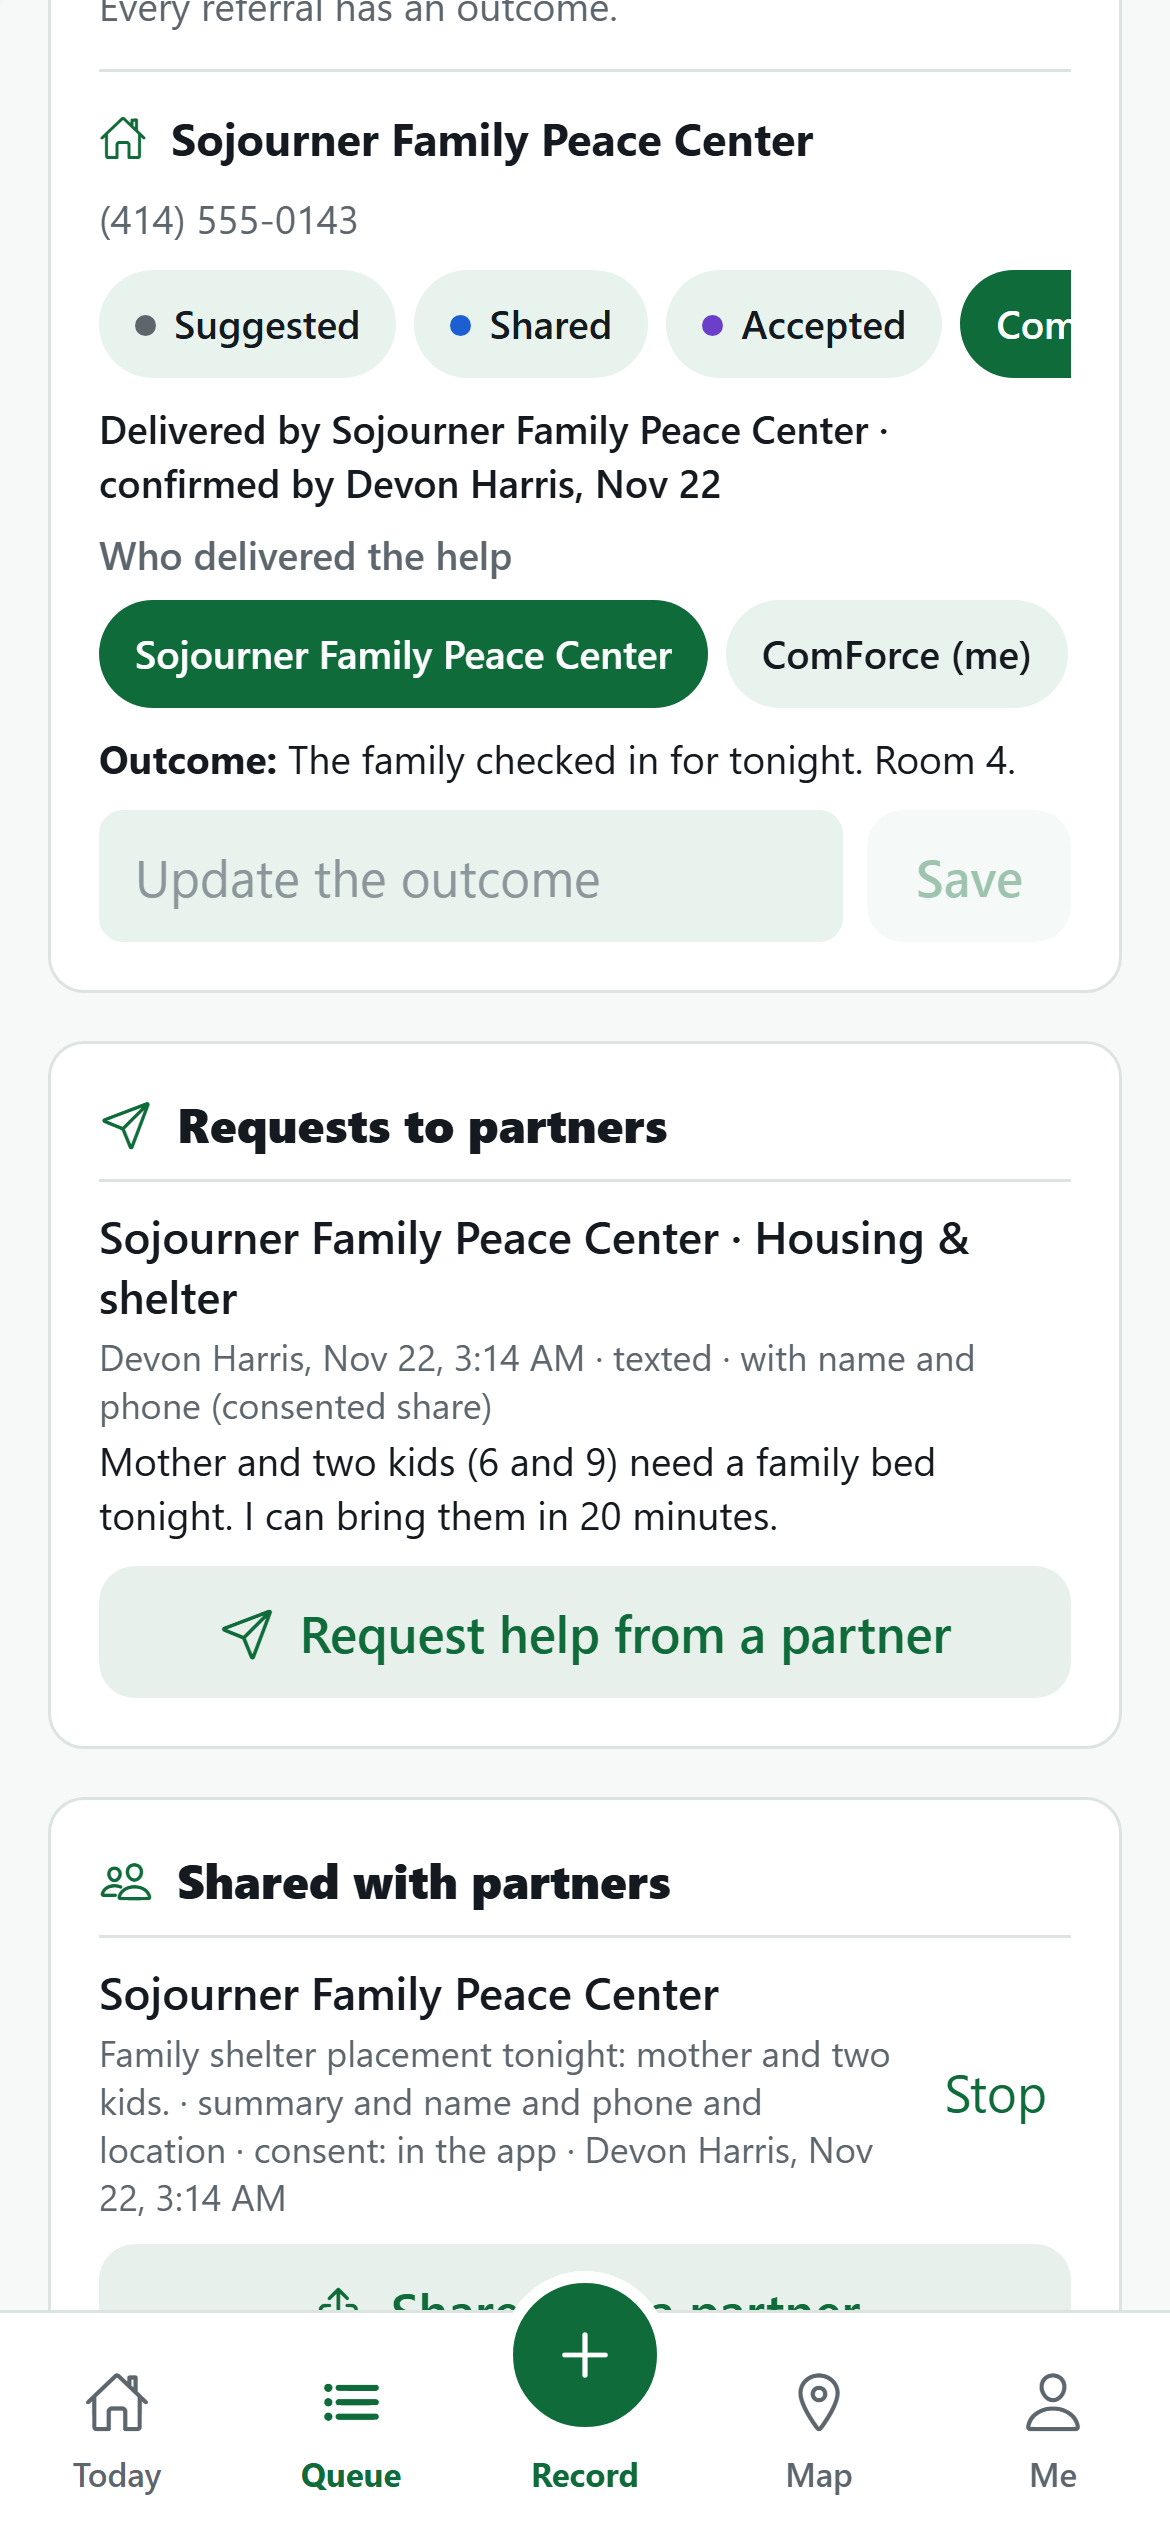 Every referral has an outcome.
Sojourner Family Peace Center
(414) 555-0143
Suggested
Shared
Accepted
Com
Delivered by Sojourner Family Peace Center ·
confirmed by Devon Harris, Nov 22
Who delivered the help
Sojourner Family Peace Center
ComForce (me)
Outcome: The family checked in for tonight. Room 4.
Update the outcome
Save
Requests to partners
Sojourner Family Peace Center · Housing &
shelter
Devon Harris, Nov 22, 3:14 AM · texted · with name and
phone (consented share)
Mother and two kids (6 and 9) need a family bed
tonight. I can bring them in 20 minutes.
Request help from a partner
Shared with partners
Sojourner Family Peace Center
Family shelter placement tonight: mother and two
kids. · summary and name and phone and
location · consent: in the app · Devon Harris, Nov
22, 3:14 AM
Stop
Share a partner
Today
Queue
Record
Map
Me